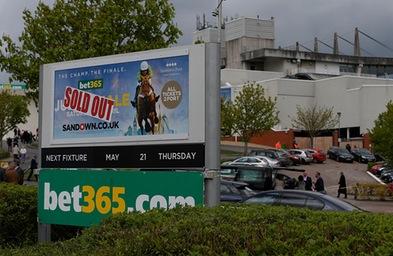 THE CHAMP. THE FINALE.
bet365
SOLD OUT
ALL TICKETS
SANDOWN.CO.UK
NEXT FIXTURE MAY 21 THURSDAY
bet365.com